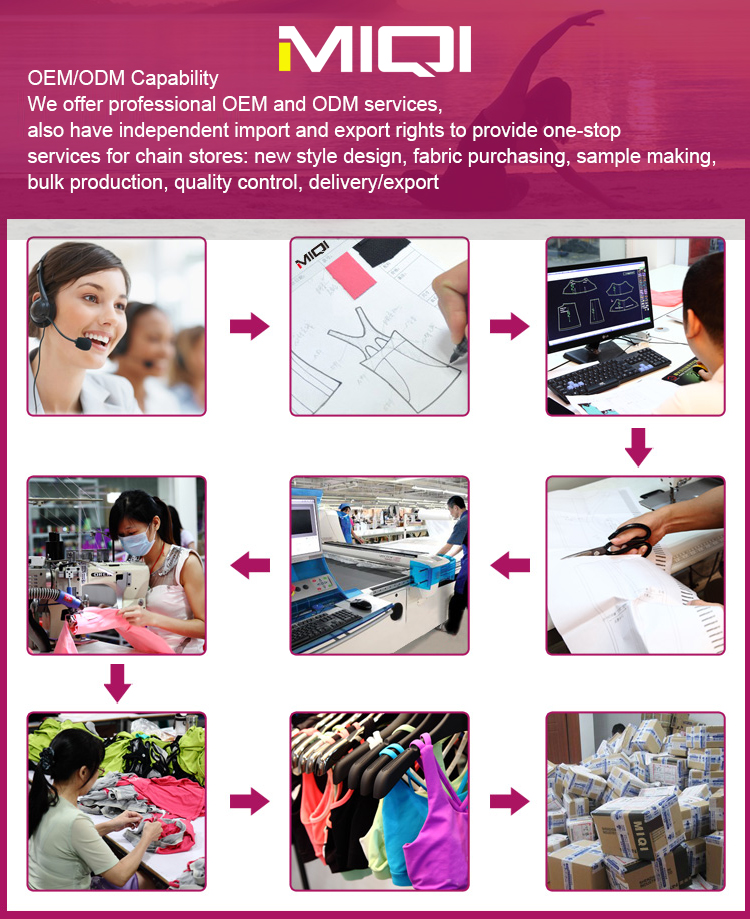 MIQI
OEM/ODM Capability
We offer professional OEM and ODM services,
also have independent import and export rights to provide one-stop
services for chain stores: new style design, fabric purchasing, sample making,
bulk production, quality control, delivery/export
MIQI
MIQI